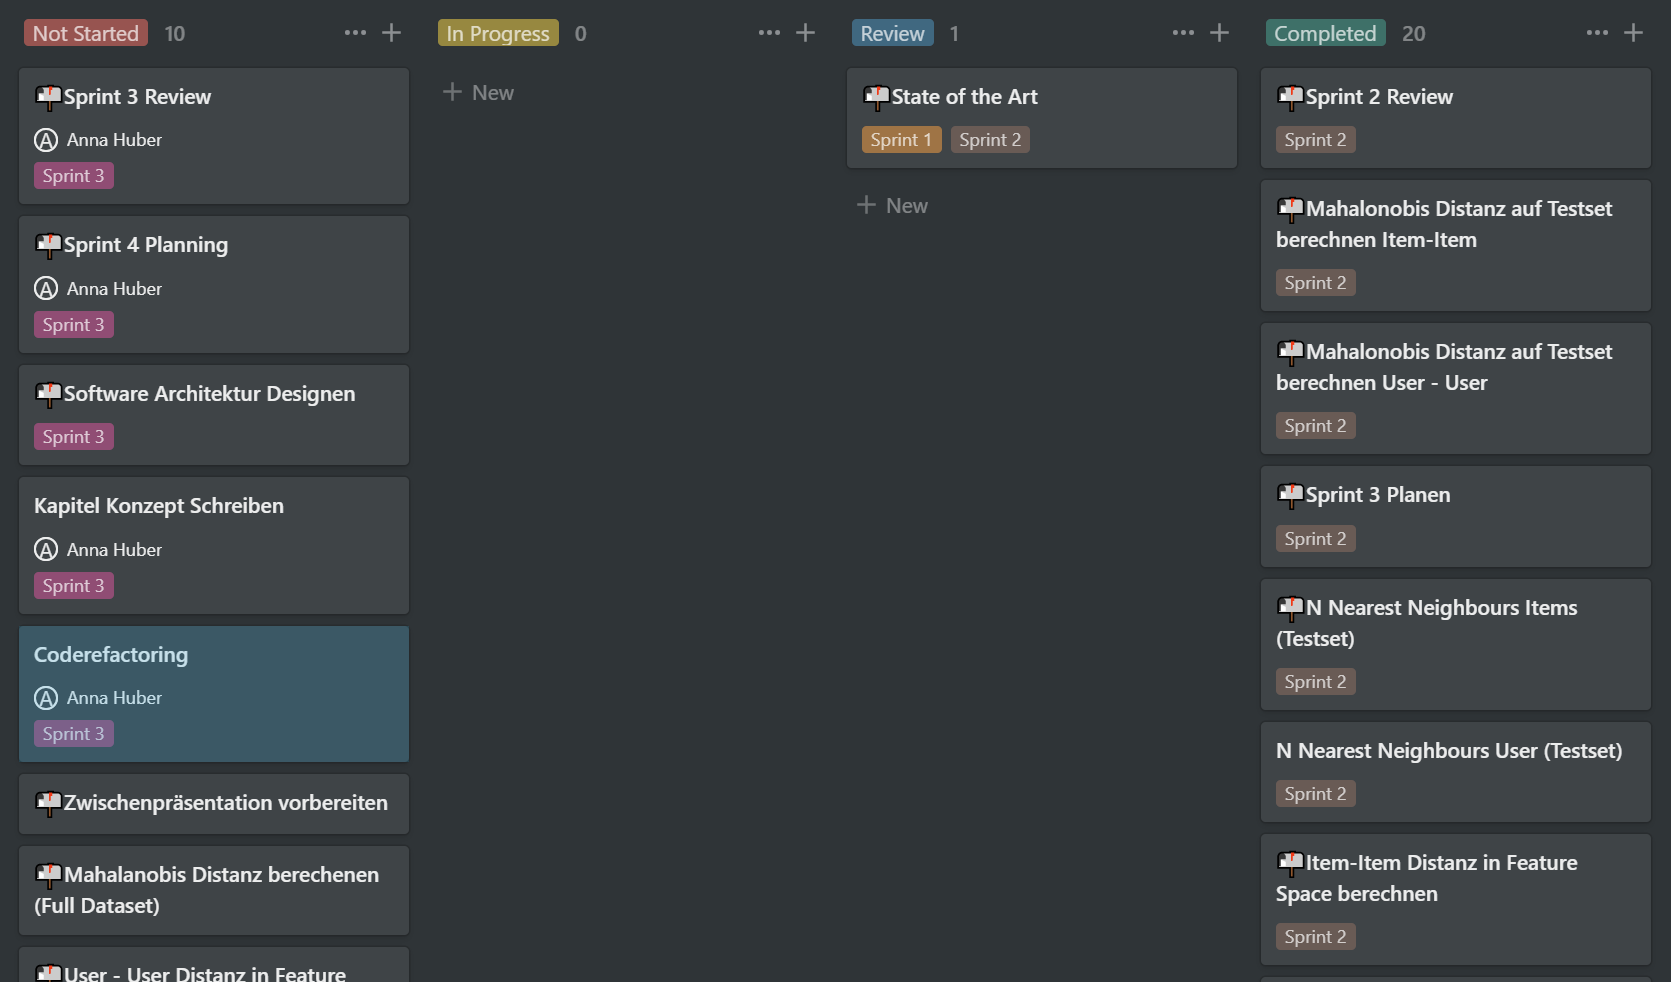 Not Started 10
Sprint 3 Review
Anna Huber
Sprint 3
Sprint 4 Planning
Anna Huber
Sprint 3
Software Architektur Designen
Sprint 3
Kapitel Konzept Schreiben
Anna Huber
Sprint 3
Coderefactoring
Anna Huber
Sprint 3
Zwischenpräsentation vorbereiten
Mahalanobis Distanz berechenen
(Full Dataset)
User - User Distanz in Feature
In Progress 0
New
Review 1
State of the Art
Sprint 1 Sprint 2
New
Completed 20
Sprint 2 Review
Sprint 2
Mahalonobis Distanz auf Testset
berechnen Item-Item
Sprint 2
Mahalonobis Distanz auf Testset
berechnen User - User
Sprint 2
Sprint 3 Planen
Sprint 2
N Nearest Neighbours Items
(Testset)
Sprint 2
N Nearest Neighbours User (Testset)
Sprint 2
Item-Item Distanz in Feature
Space berechnen
Sprint 2